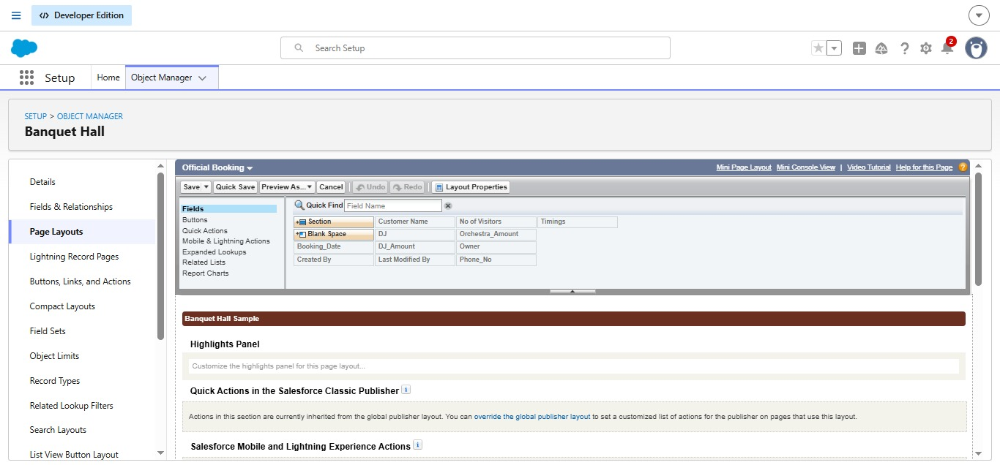 Developer Edition
Search Setup
2
Setup
Home
Object Manager
SETUP > OBJECT MANAGER
Banquet Hall
Details
Fields & Relationships
Page Layouts
Lightning Record Pages
Buttons, Links, and Actions
Compact Layouts
Field Sets
Object Limits
Record Types
Related Lookup Filters
Search Layouts
List View Button Layout
Official Booking
Mini Page Layout Mini Console View | Video Tutorial Help for this Page ?
Save Quick Save Preview As... Cancel Undo Redo Layout Properties
Fields
Buttons
Quick Actions
Mobile & Lightning Actions
Expanded Lookups
Related Lists
Report Charts
Quick Find Field Name
Section Customer Name No of Visitors Timings
Blank Space DJ Orchestra_Amount
Booking_Date DJ_Amount Owner
Created By Last Modified By Phone_No
Banquet Hall Sample
Highlights Panel
Customize the highlights panel for this page layout...
Quick Actions in the Salesforce Classic Publisher i
Actions in this section are currently inherited from the global publisher layout. You can override the global publisher layout to set a customized list of actions for the publisher on pages that use this layout.
Salesforce Mobile and Lightning Experience Actions i